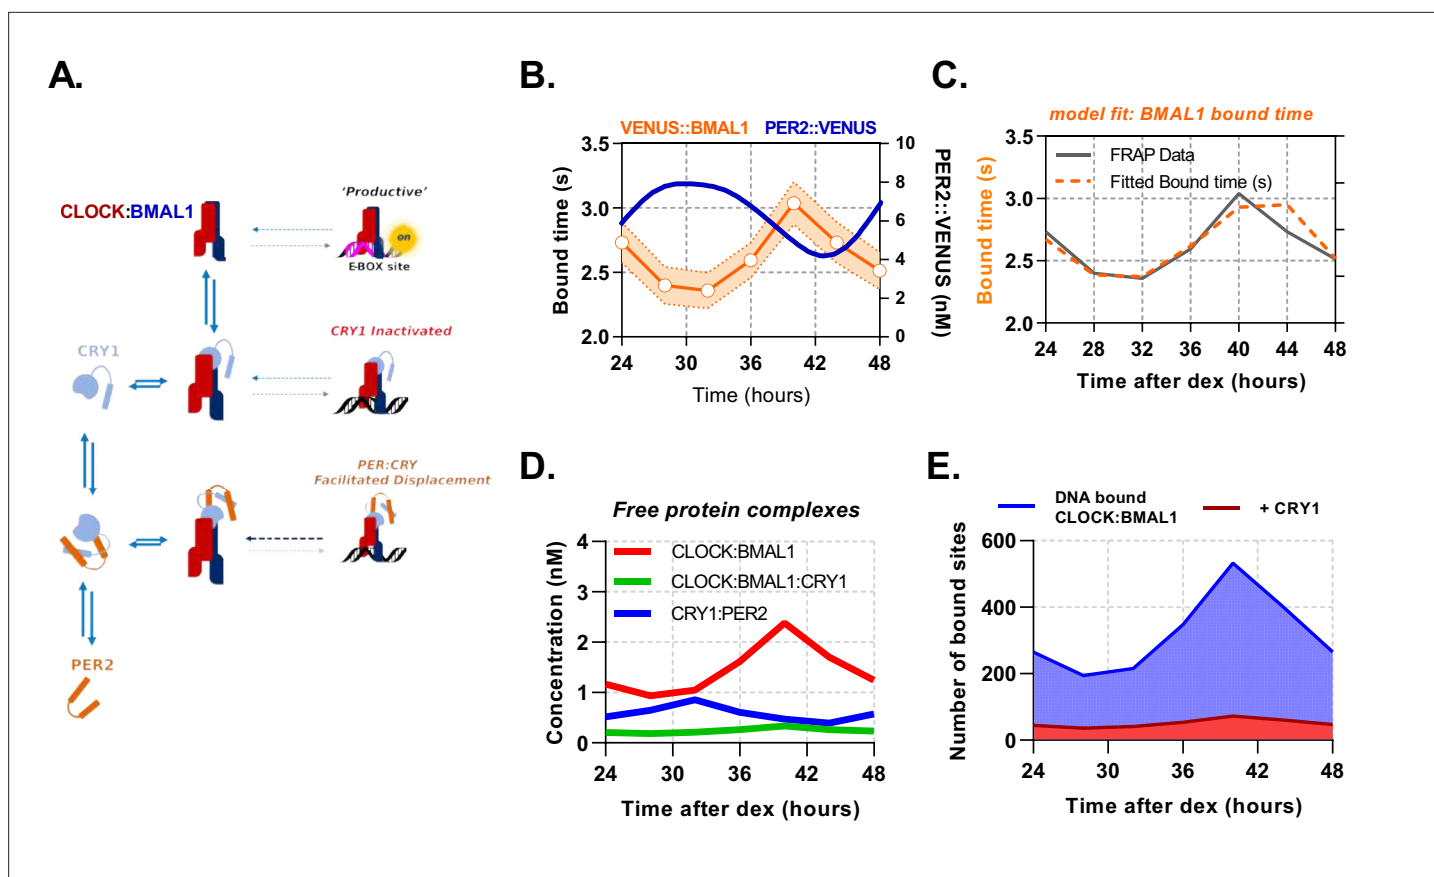 A.
CLOCK:BMAL1
'Productive'
on
E-BOX site
CRY1 Inactivated
CRY1
PER:CRY
Facilitated Displacement
PER2
B.
VENUS::BMAL1 PER2::VENUS
Bound time (s)
3.5
3.0
2.5
2.0
10
8
6
4
2
0
PER2::VENUS (nM)
24 30 36 42 48
Time (hours)
C.
model fit: BMAL1 bound time
Bound time (s)
3.5
3.0
2.5
2.0
FRAP Data
Fitted Bound time (s)
24 28 32 36 40 44 48
Time after dex (hours)
D.
Free protein complexes
Concentration (nM)
4
3
2
1
0
CLOCK:BMAL1
CLOCK:BMAL1:CRY1
CRY1:PER2
24 30 36 42 48
Time after dex (hours)
E.
DNA bound
CLOCK:BMAL1
+ CRY1
Number of bound sites
600
400
200
0
24 30 36 42 48
Time after dex (hours)